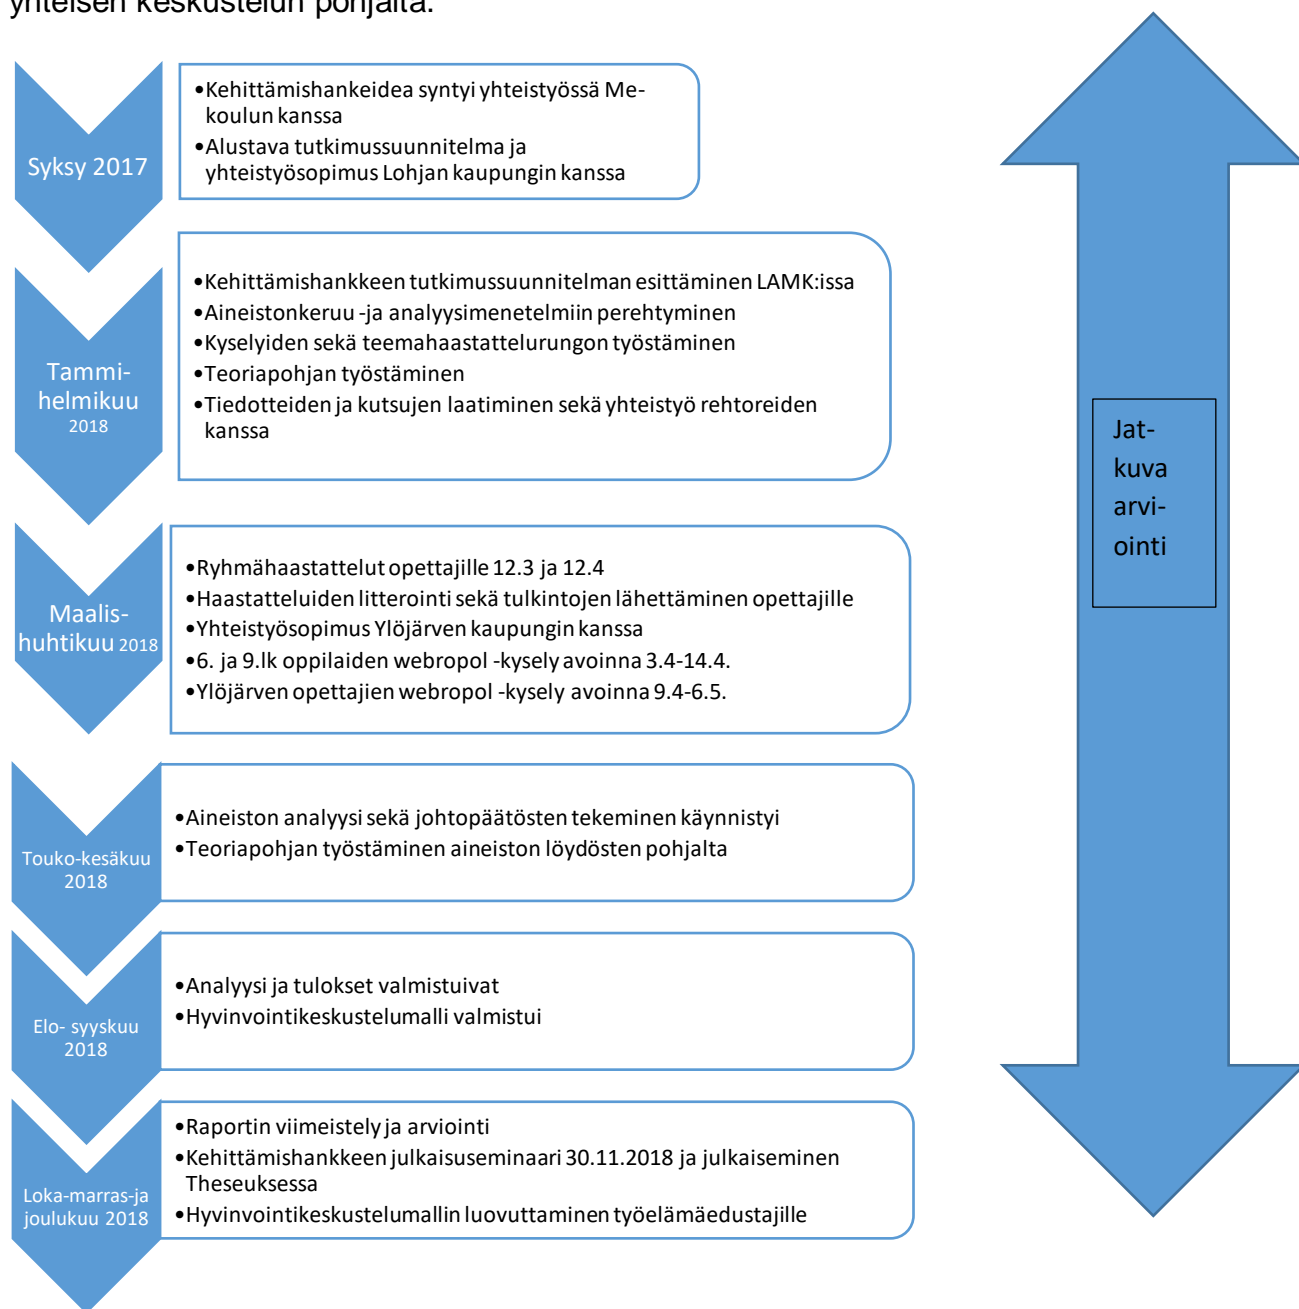 yhteisen keskustelun pohjalta.
Syksy 2017
•Kehittämishankeidea syntyi yhteistyössä Me-
koulun kanssa
•Alustava tutkimussuunnitelma ja
yhteistyösopimus Lohjan kaupungin kanssa
Tammi-
helmikuu
2018
•Kehittämishankkeen tutkimussuunnitelman esittäminen LAMK:issa
•Aineistonkeruu -ja analyysimenetelmiin perehtyminen
•Kyselyiden sekä teemahaastattelurungon työstäminen
•Teoriapohjan työstäminen
•Tiedotteiden ja kutsujen laatiminen sekä yhteistyö rehtoreiden
kanssa
Maalis-
huhtikuu 2018
•Ryhmähaastattelut opettajille 12.3 ja 12.4
•Haastatteluiden litterointi sekä tulkintojen lähettäminen opettajille
•Yhteistyösopimus Ylöjärven kaupungin kanssa
•6. ja 9.lk oppilaiden webropol -kysely avoinna 3.4-14.4.
•Ylöjärven opettajien webropol -kysely avoinna 9.4-6.5.
Touko-kesäkuu
2018
•Aineiston analyysi sekä johtopäätösten tekeminen käynnistyi
•Teoriapohjan työstäminen aineiston löydösten pohjalta
Elo- syyskuu
2018
•Analyysi ja tulokset valmistuivat
•Hyvinvointikeskustelumalli valmistui
Loka-marras-ja
joulukuu 2018
•Raportin viimeistely ja arviointi
•Kehittämishankkeen julkaisuseminaari 30.11.2018 ja julkaiseminen
Theseuksessa
•Hyvinvointikeskustelumallin luovuttaminen työelämäedustajille
Jat-
kuva
arvi-
ointi